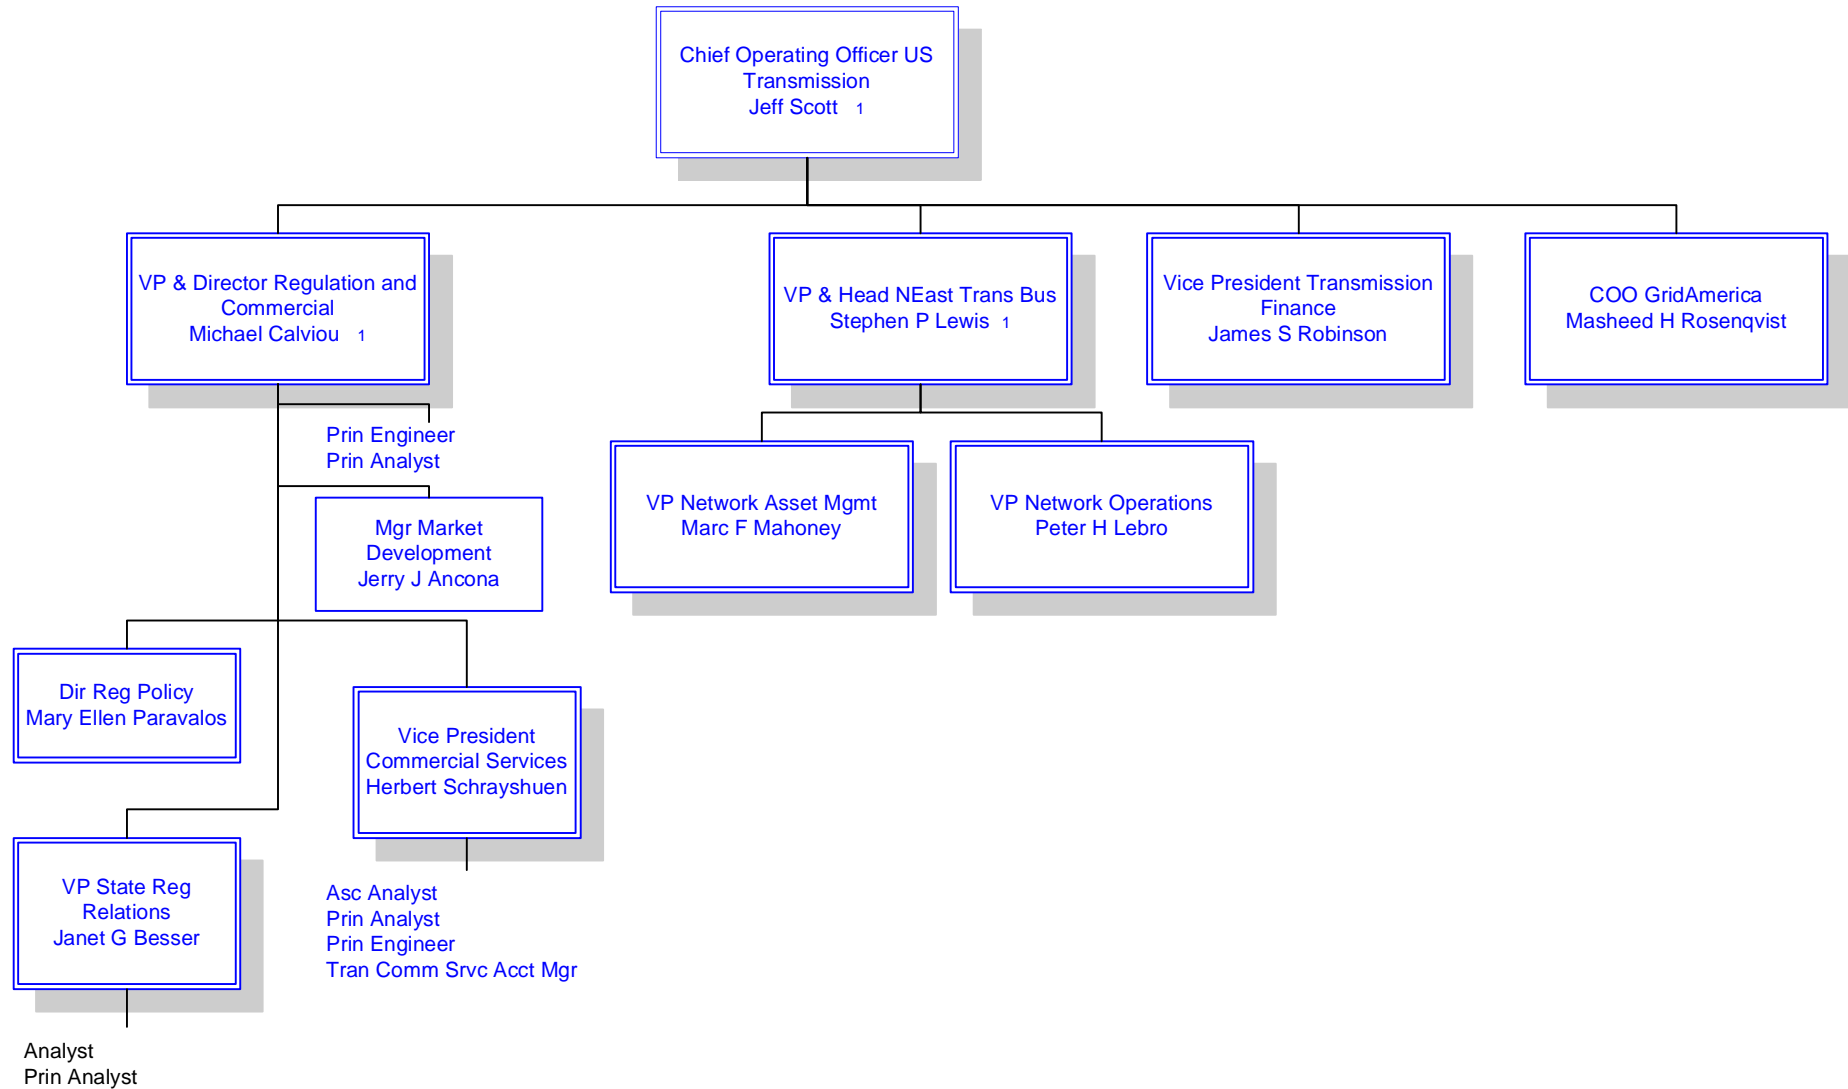 Chief Operating Officer US
Transmission
Jeff Scott 1
VP & Director Regulation and
Commercial
Michael Calviou 1
VP & Head NEast Trans Bus
Stephen P Lewis 1
Vice President Transmission
Finance
James S Robinson
COO GridAmerica
Masheed H Rosenqvist
Prin Engineer
Prin Analyst
Mgr Market
Development
Jerry J Ancona
VP Network Asset Mgmt
Marc F Mahoney
VP Network Operations
Peter H Lebro
Dir Reg Policy
Mary Ellen Paravalos
Vice President
Commercial Services
Herbert Schrayshuen
VP State Reg
Relations
Janet G Besser
Asc Analyst
Prin Analyst
Prin Engineer
Tran Comm Srvc Acct Mgr
Analyst
Prin Analyst